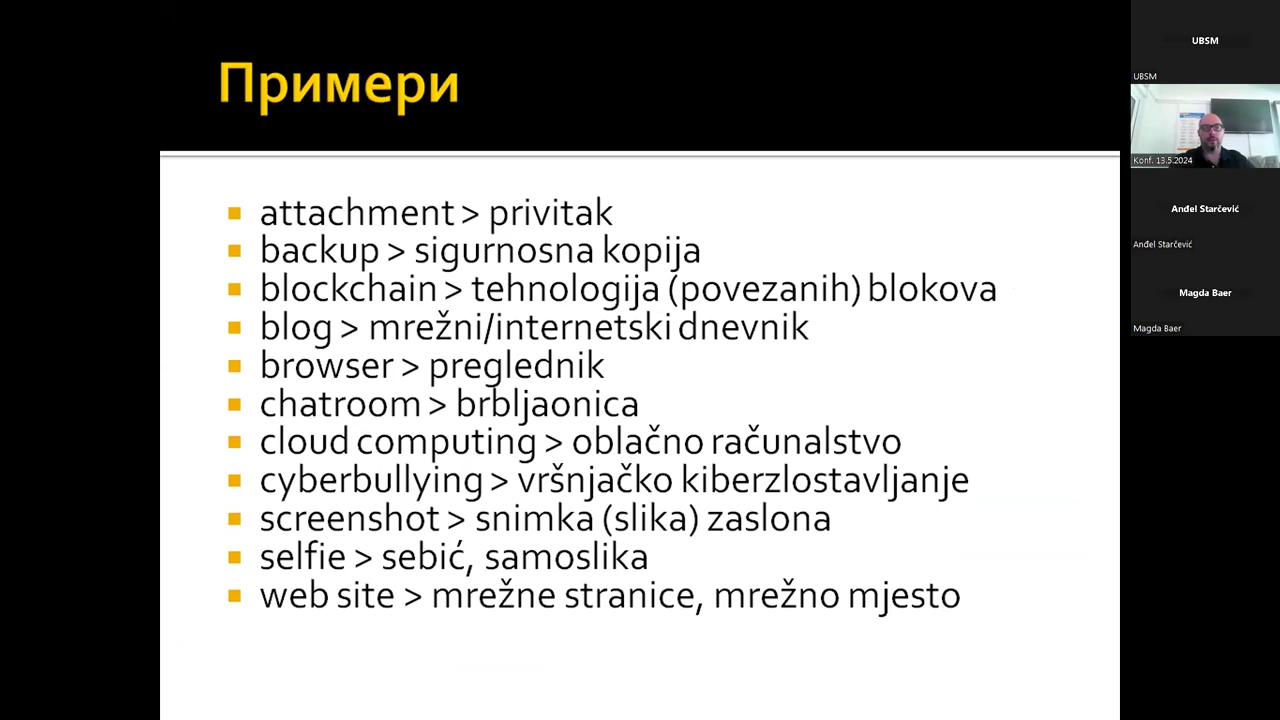 Примери
attachment > privitak
backup > sigurnosna kopija
blockchain > tehnologija (povezanih) blokova
blog > mrežni/internetski dnevnik
browser > preglednik
chatroom > brbljaonica
cloud computing > oblačno računalstvo
cyberbullying > vršnjačko kiberzlostavljanje
screenshot > snimka (slika) zaslona
selfie > sebić, samoslika
web site > mrežne stranice, mrežno mjesto
UBSM
UBSM
Konf. 13.5.2024
Anđel Starčević
Anđel Starčević
Magda Baer
Magda Baer